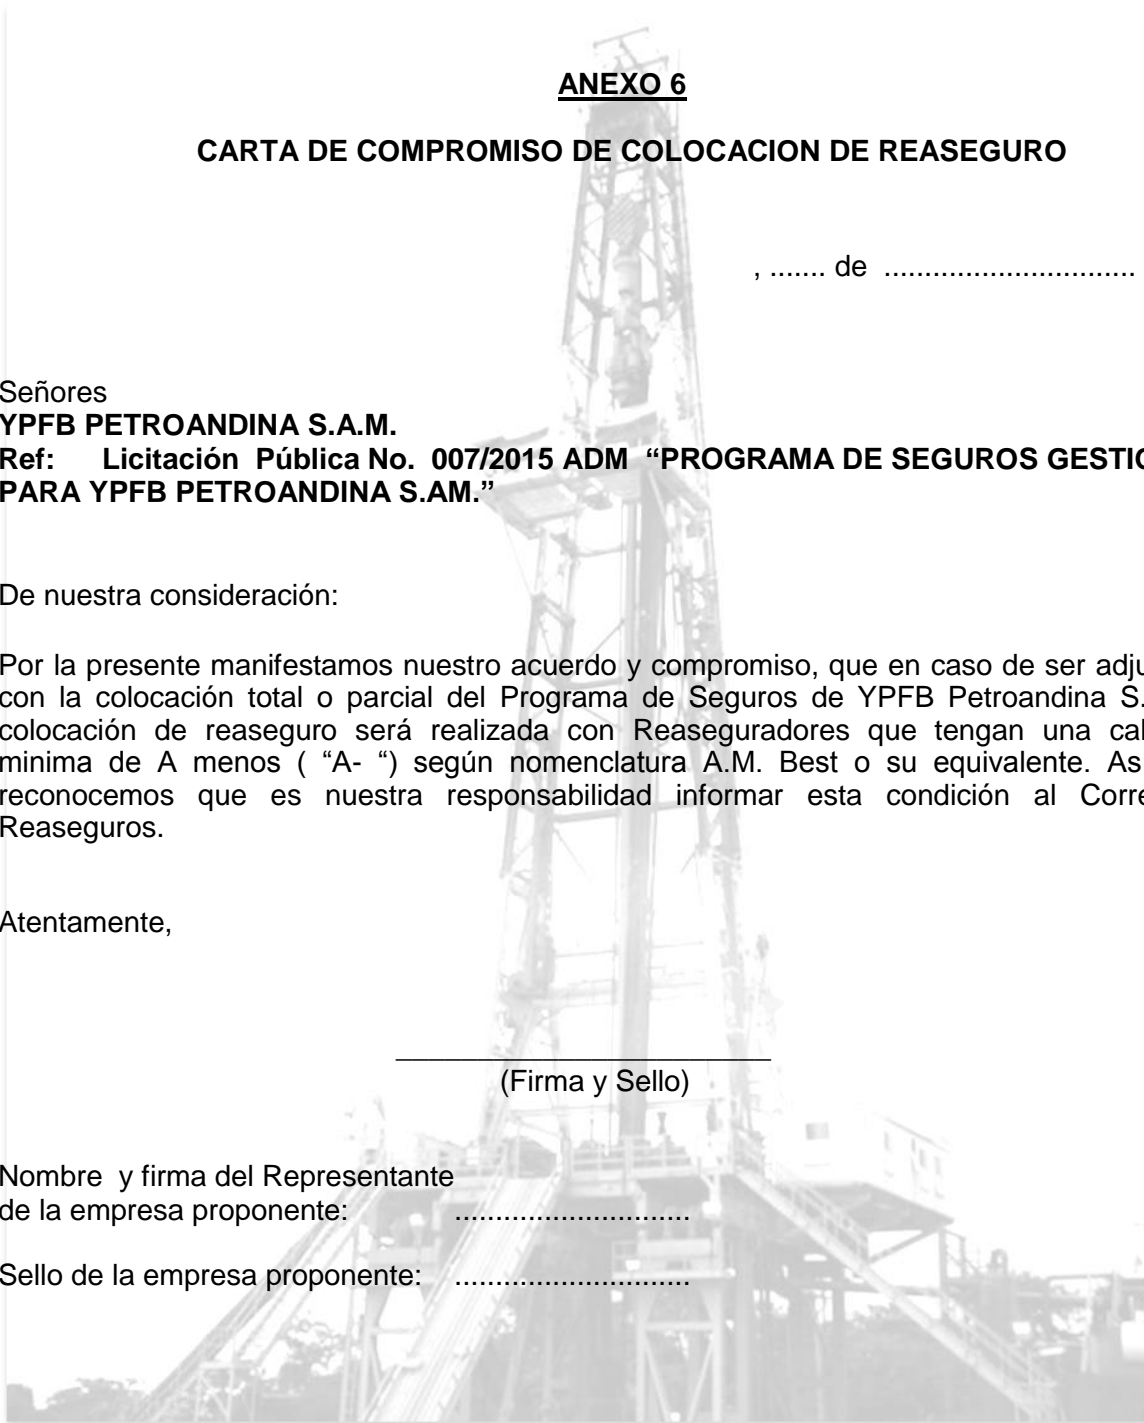 ANEXO 6
CARTA DE COMPROMISO DE COLOCACION DE REASEGURO
, ....... de ...............................
Señores
YPFB PETROANDINA S.A.M.
Ref: Licitación Pública No. 007/2015 ADM “PROGRAMA DE SEGUROS
PARA YPFB PETROANDINA S.AM.”
De nuestra consideración:
Por la presente manifestamos nuestro acuerdo y compromiso, que en caso de ser
con la colocación total o parcial del Programa de Seguros de YPFB Petroandina S.
colocación de reaseguro será realizada con Reaseguradores que tengan una
minima de A menos ( “A- “) según nomenclatura A.M. Best o su equivalente.
reconocemos que es nuestra responsabilidad informar esta condición al
Reaseguros.
Atentamente,
_______________________
(Firma y Sello)
Nombre y firma del Representante
de la empresa proponente: .............................
Sello de la empresa proponente: .............................